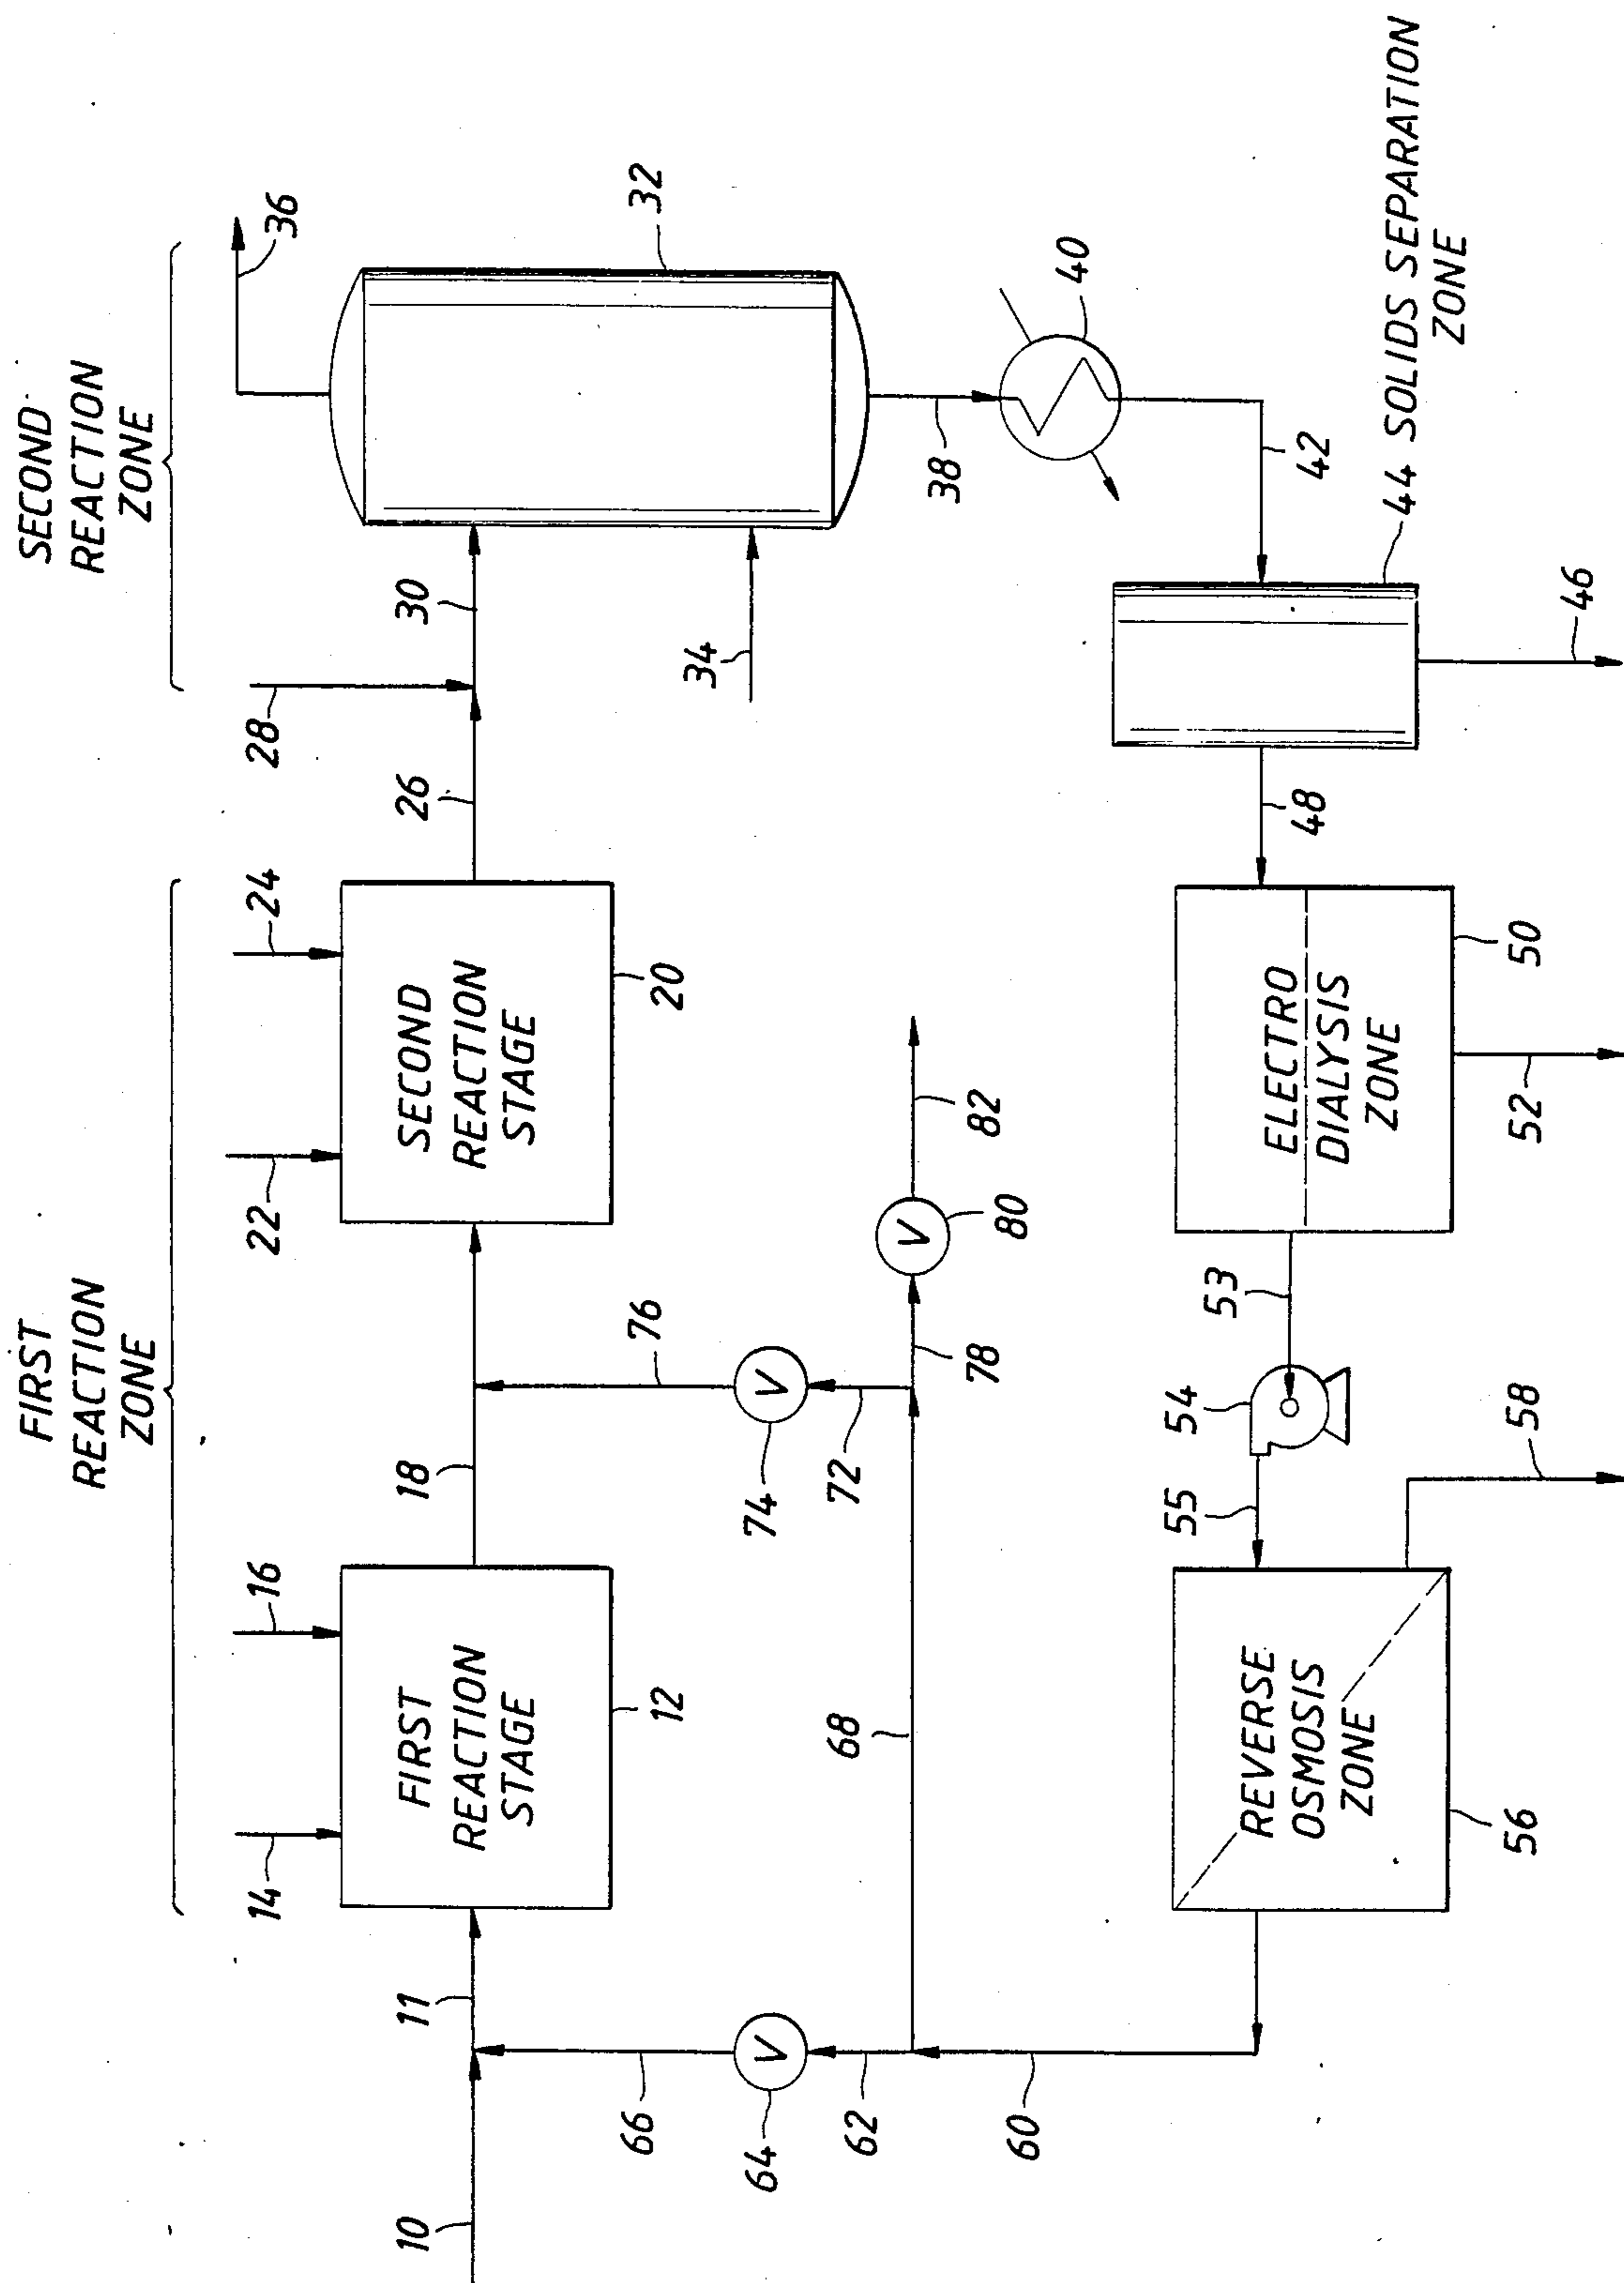 FIRST
REACTION
ZONE
SECOND
REACTION
ZONE
36
14
16
22
24
28
10
11
FIRST
REACTION
STAGE
12
18
SECOND
REACTION
STAGE
20
26
30
32
34
66
76
64
V
74
V
62
72
68
78
V
80
82
38
40
60
42
55
54
53
48
44 SOLIDS SEPARATION
ZONE
REVERSE
OSMOSIS
ZONE
56
ELECTRO
DIALYSIS
ZONE
50
58
52
46